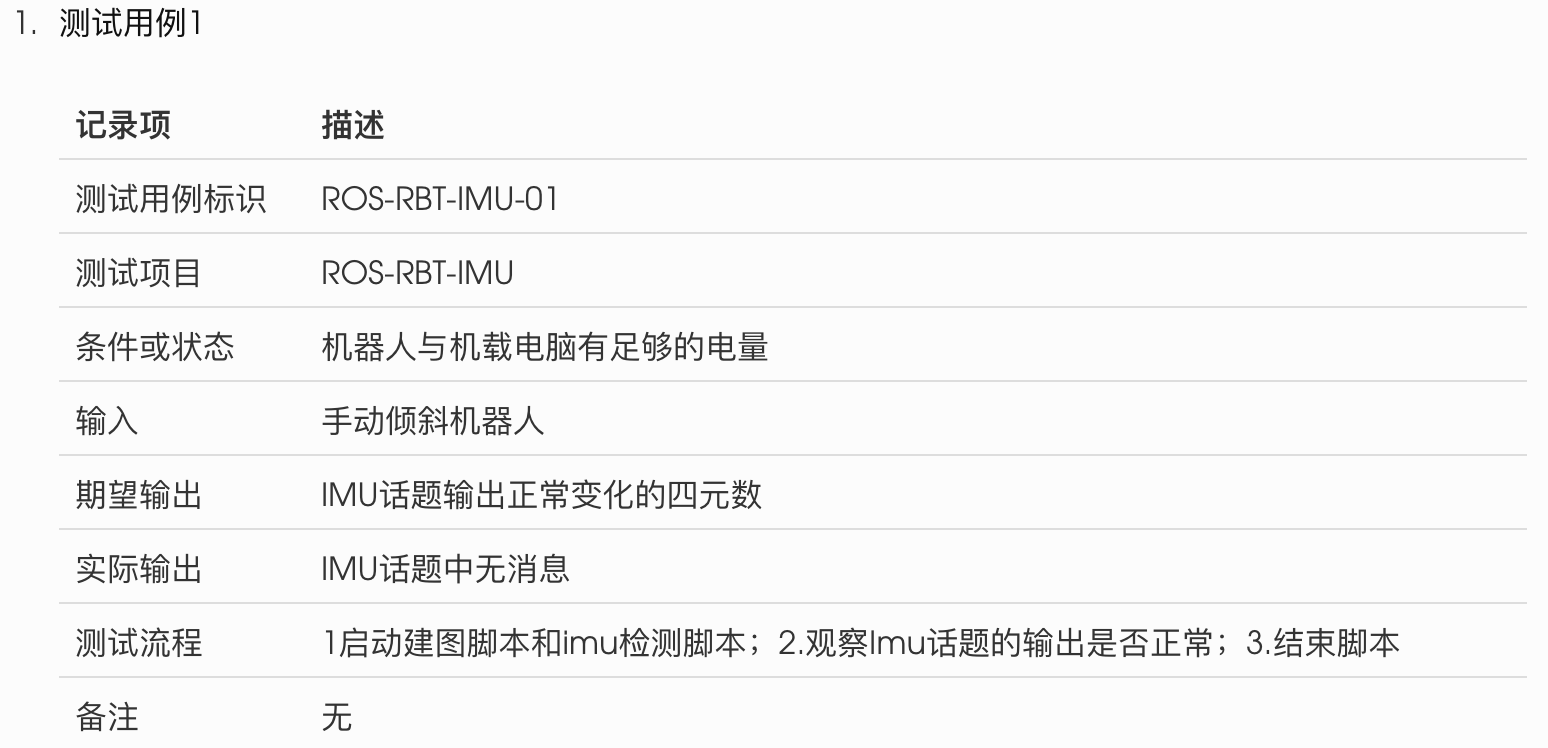 1. 测试用例1
记录项 描述
测试用例标识 ROS-RBT-IMU-01
测试项目 ROS-RBT-IMU
条件或状态 机器人与机载电脑有足够的电量
输入 手动倾斜机器人
期望输出 IMU话题输出正常变化的四元数
实际输出 IMU话题中无消息
测试流程 1启动建图脚本和imu检测脚本；2.观察Imu话题的输出是否正常；3.结束脚本
备注 无